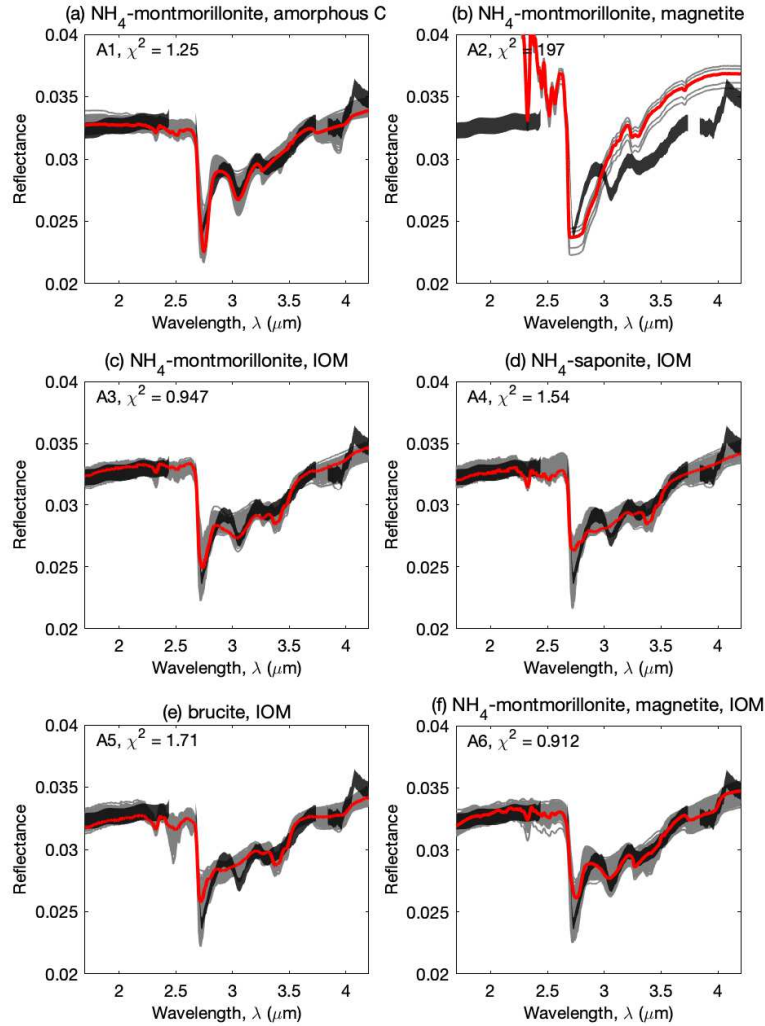 (a) NH₄-montmorillonite, amorphous C
(b) NH₄-montmorillonite, magnetite
0.04
A1, χ² = 1.25
0.035
0.03
0.025
0.02
Reflectance
2 2.5 3 3.5 4
Wavelength, λ (μm)
0.04
A2, χ² = 197
0.035
0.03
0.025
0.02
Reflectance
2 2.5 3 3.5 4
Wavelength, λ (μm)
(c) NH₄-montmorillonite, IOM
(d) NH₄-saponite, IOM
0.04
A3, χ² = 0.947
0.035
0.03
0.025
0.02
Reflectance
2 2.5 3 3.5 4
Wavelength, λ (μm)
0.04
A4, χ² = 1.54
0.035
0.03
0.025
0.02
Reflectance
2 2.5 3 3.5 4
Wavelength, λ (μm)
(e) brucite, IOM
(f) NH₄-montmorillonite, magnetite, IOM
0.04
A5, χ² = 1.71
0.035
0.03
0.025
0.02
Reflectance
2 2.5 3 3.5 4
Wavelength, λ (μm)
0.04
A6, χ² = 0.912
0.035
0.03
0.025
0.02
Reflectance
2 2.5 3 3.5 4
Wavelength, λ (μm)